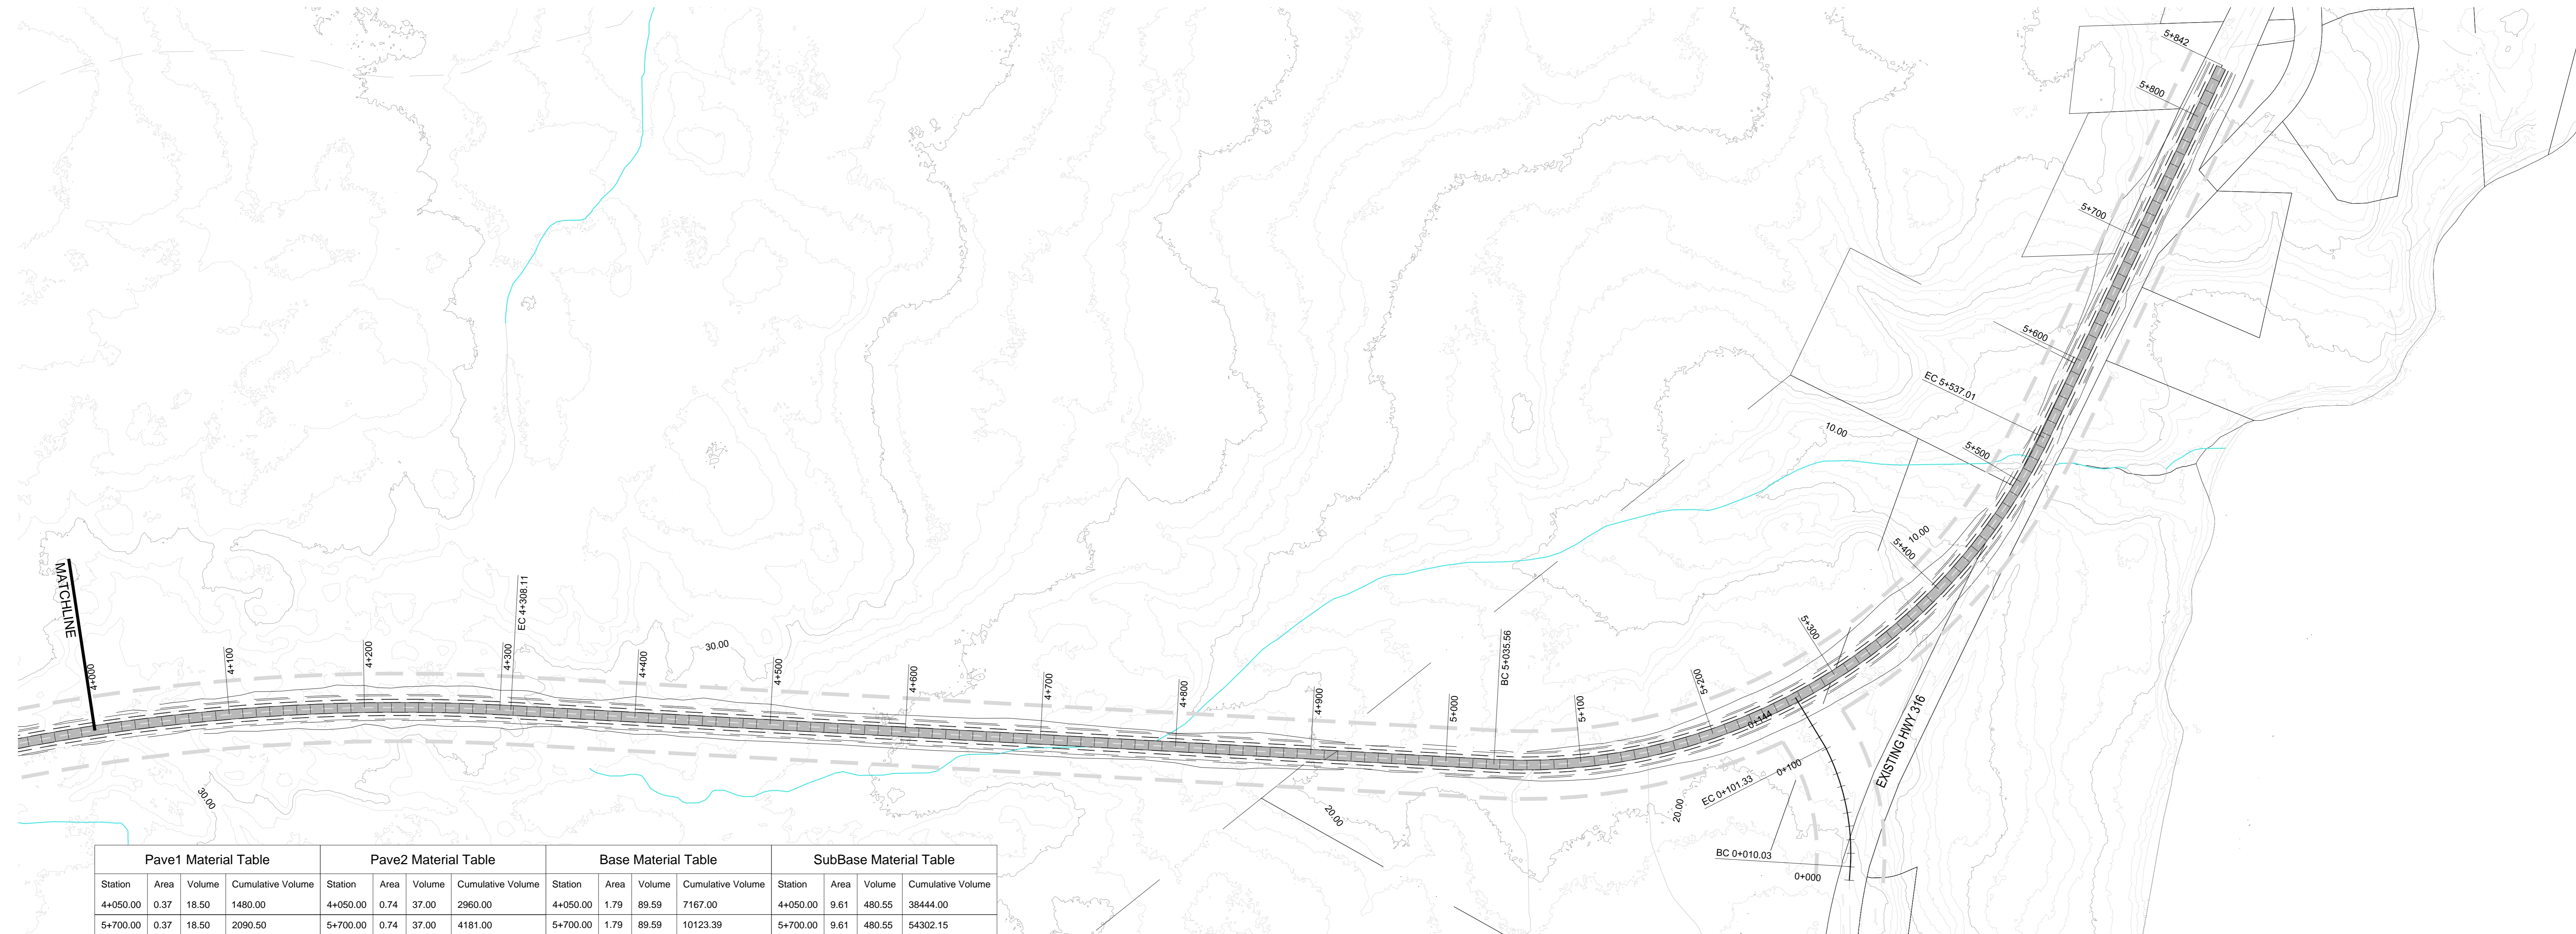 5+842
5+800
5+700
5+600
EC 5+537.01
10.00
5+500
10.00
5+400
MATCHLINE
4+000
4+100
4+200
4+300
EC 4+308.11
4+400
30.00
4+500
4+600
4+700
4+800
4+900
5+000
BC 5+035.56
5+100
5+200
5+300
0+144
EXISTING HWY 316
30.00
20.00
20.00
EC 0+101.33
0+100
BC 0+010.03
0+000
Pave1 Material Table Pave2 Material Table Base Material Table SubBase Material Table
Station Area Volume Cumulative Volume Station Area Volume Cumulative Volume Station Area Volume Cumulative Volume Station Area Volume Cumulative Volume
4+050.00 0.37 18.50 1480.00 4+050.00 0.74 37.00 2960.00 4+050.00 1.79 89.59 7167.00 4+050.00 9.61 480.55 38444.00
5+700.00 0.37 18.50 2090.50 5+700.00 0.74 37.00 4181.00 5+700.00 1.79 89.59 10123.39 5+700.00 9.61 480.55 54302.15